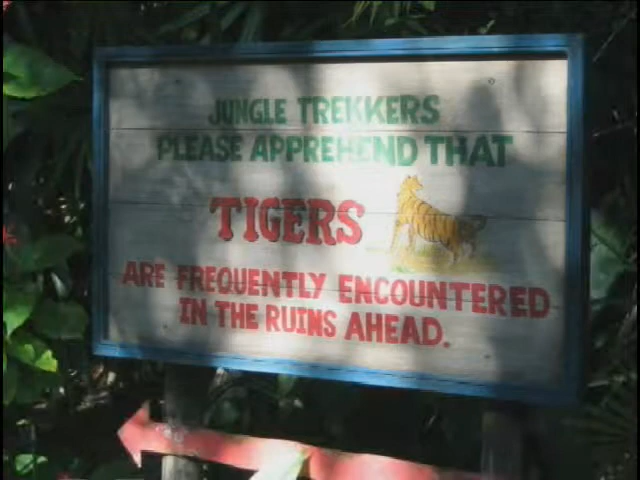 JUNGLE TREKKERS
PLEASE APPREHEND THAT
TIGERS
ARE FREQUENTLY ENCOUNTERED
IN THE RUINS AHEAD.